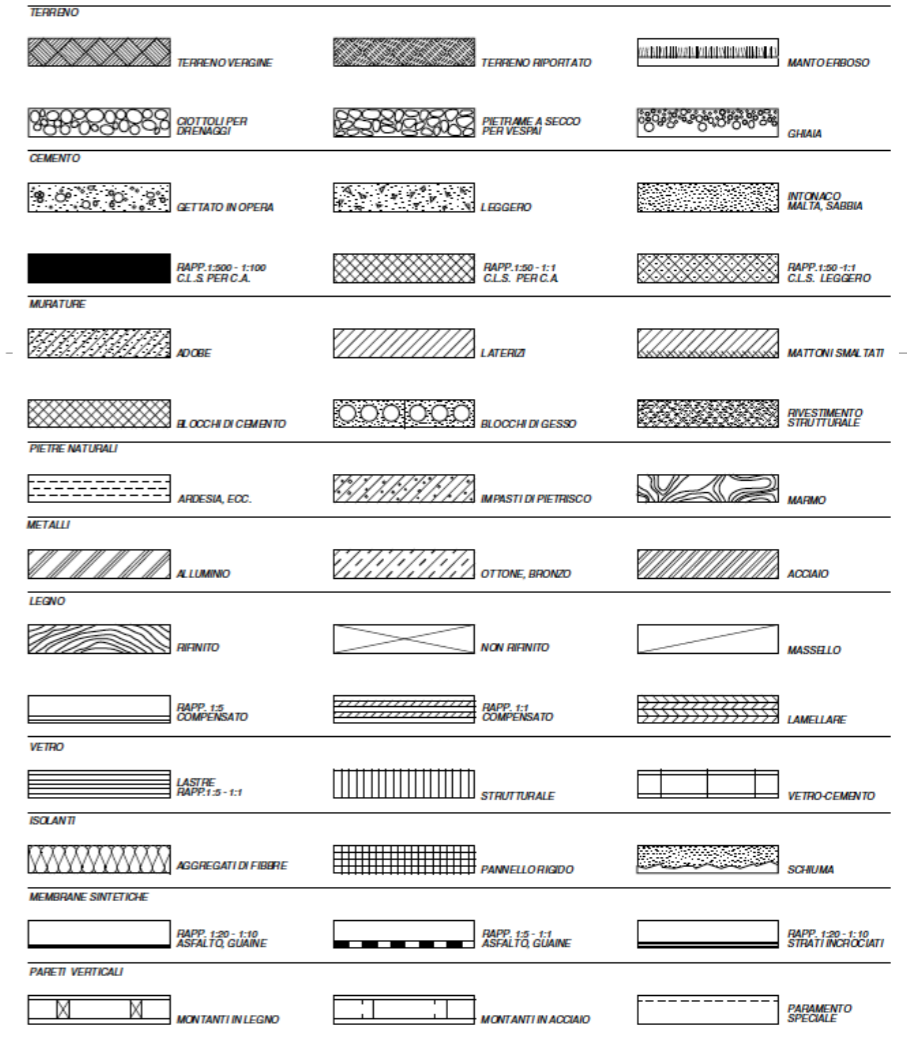 TERRENO
TERRENO VERGINE
TERRENO RIPORTATO
MANTO ERBOSO
CIOTTOLI PER
DRENAGGI
PIETRAME A SECCO
PER VESPAI
GHIAIA
CEMENTO
GETTATO IN OPERA
LEGGERO
INTONACO
MALTA, SABBIA
RAPP.1:500 - 1:100
C.L.S. PER C.A.
RAPP.1:50 - 1:1
C.L.S. PER C.A.
RAPP.1:50 -1:1
C.L.S. LEGGERO
MURATURE
ADOBE
LATERIZI
MATTONI SMALTATI
BLOCCHI DI CEMENTO
BLOCCHI DI GESSO
RIVESTIMENTO
STRUTTURALE
PIETRE NATURALI
ARDESIA, ECC.
IMPASTI DI PIETRISCO
MARMO
METALLI
ALLUMINIO
OTTONE, BRONZO
ACCIAIO
LEGNO
RIFINITO
NON RIFINITO
MASSELLO
RAPP. 1:5
COMPENSATO
RAPP. 1:1
COMPENSATO
LAMELLARE
VETRO
LASTRE
RAPP.1:5 - 1:1
STRUTTURALE
VETRO-CEMENTO
ISOLANTI
AGGREGATI DI FIBBRE
PANNELLO RIGIDO
SCHIUMA
MEMBRANE SINTETICHE
RAPP. 1:20 - 1:10
ASFALTO, GUAINE
RAPP. 1:5 - 1:1
ASFALTO, GUAINE
RAPP. 1:20 - 1:10
STRATI INCROCIATI
PARETI VERTICALI
MONTANTI IN LEGNO
MONTANTI IN ACCIAIO
PARAMENTO
SPECIALE